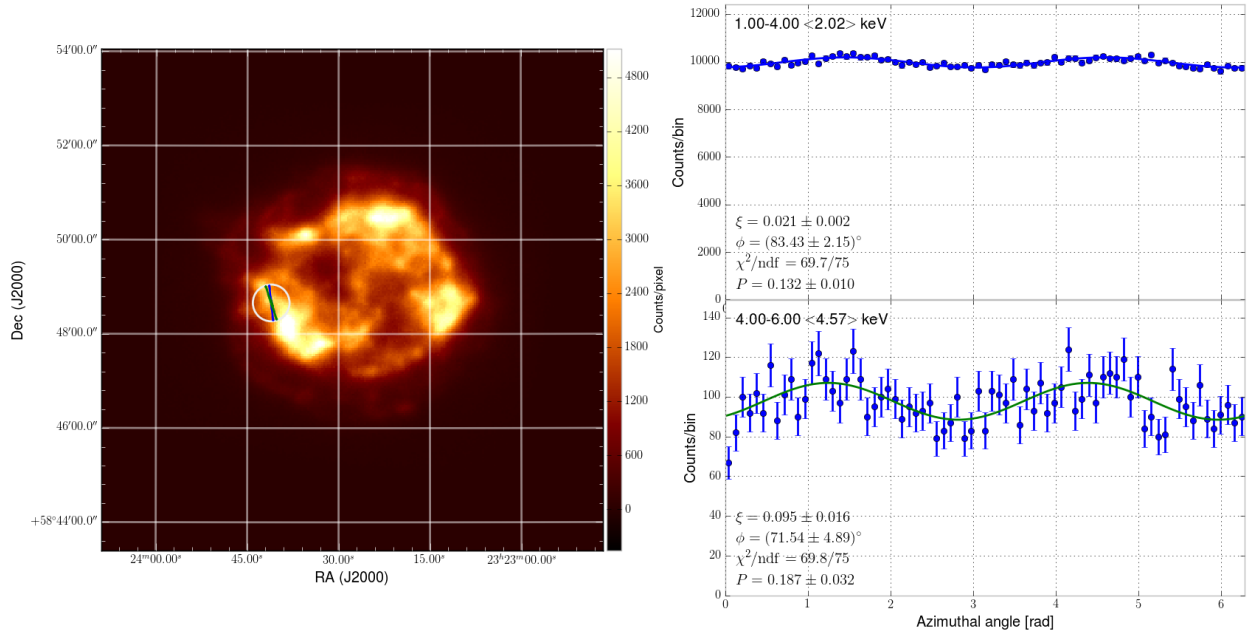 54′00.0″
52′00.0″
50′00.0″
48′00.0″
46′00.0″
+58°44′00.0″
Dec (J2000)
24ᵐ00.00ˢ
45.00ˢ
30.00ˢ
15.00ˢ
23ʰ23ᵐ00.00ˢ
RA (J2000)
4800
4200
3600
3000
2400
1800
1200
600
0
Counts/pixel
1.00-4.00 <2.02> keV
12000
10000
8000
6000
4000
2000
0
Counts/bin
ξ = 0.021 ± 0.002
ϕ = (83.43 ± 2.15)°
χ²/ndf = 69.7/75
P = 0.132 ± 0.010
4.00-6.00 <4.57> keV
140
120
100
80
60
40
20
0
Counts/bin
ξ = 0.095 ± 0.016
ϕ = (71.54 ± 4.89)°
χ²/ndf = 69.8/75
P = 0.187 ± 0.032
0 1 2 3 4 5 6
Azimuthal angle [rad]